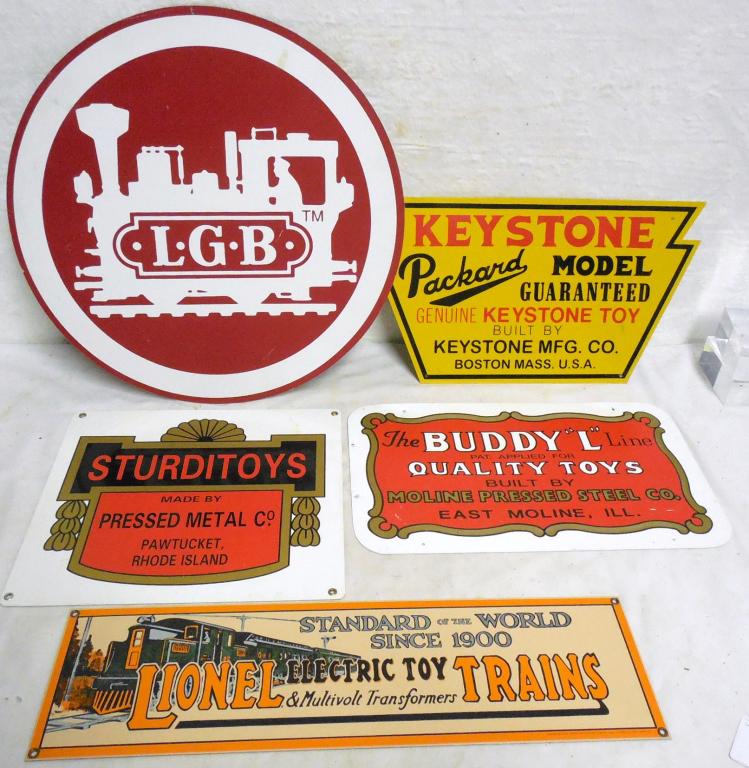 L·G·B·
TM
KEYSTONE
Packard MODEL
GUARANTEED
GENUINE KEYSTONE TOY
BUILT BY
KEYSTONE MFG. CO.
BOSTON MASS. U.S.A.
STURDITOYS
MADE BY
PRESSED METAL Cº.
PAWTUCKET,
RHODE ISLAND
The BUDDY "L" Line
PAT. APPLIED FOR
QUALITY TOYS
BUILT BY
MOLINE PRESSED STEEL CO.
EAST MOLINE, ILL.
STANDARD OF THE WORLD
SINCE 1900
LIONEL ELECTRIC TOY TRAINS
& Multivolt Transformers